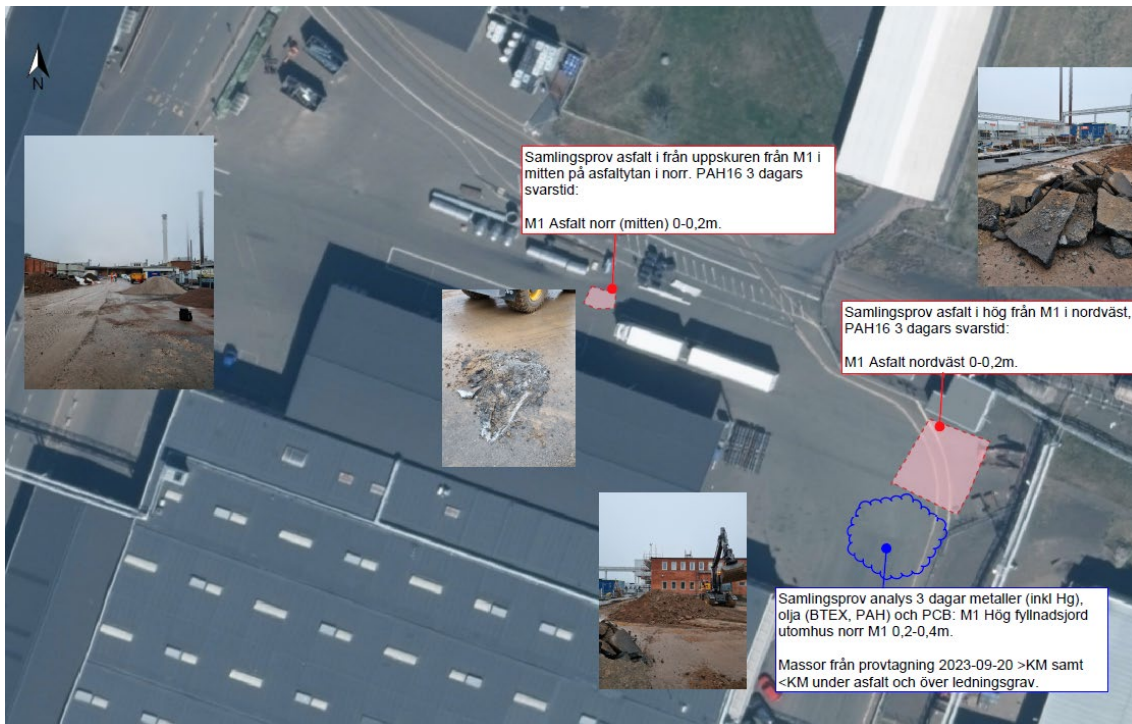 N
Samlingsprov asfalt i från uppskuren från M1 i
mitten på asfaltytan i norr. PAH16 3 dagars
svarstid:
M1 Asfalt norr (mitten) 0-0,2m.
Samlingsprov asfalt i hög från M1 i nordväst,
PAH16 3 dagars svarstid:
M1 Asfalt nordväst 0-0,2m.
Samlingsprov analys 3 dagar metaller (inkl Hg),
olja (BTEX, PAH) och PCB: M1 Hög fyllnadsjord
utomhus norr M1 0,2-0,4m.
Massor från provtagning 2023-09-20 >KM samt
<KM under asfalt och över ledningsgrav.